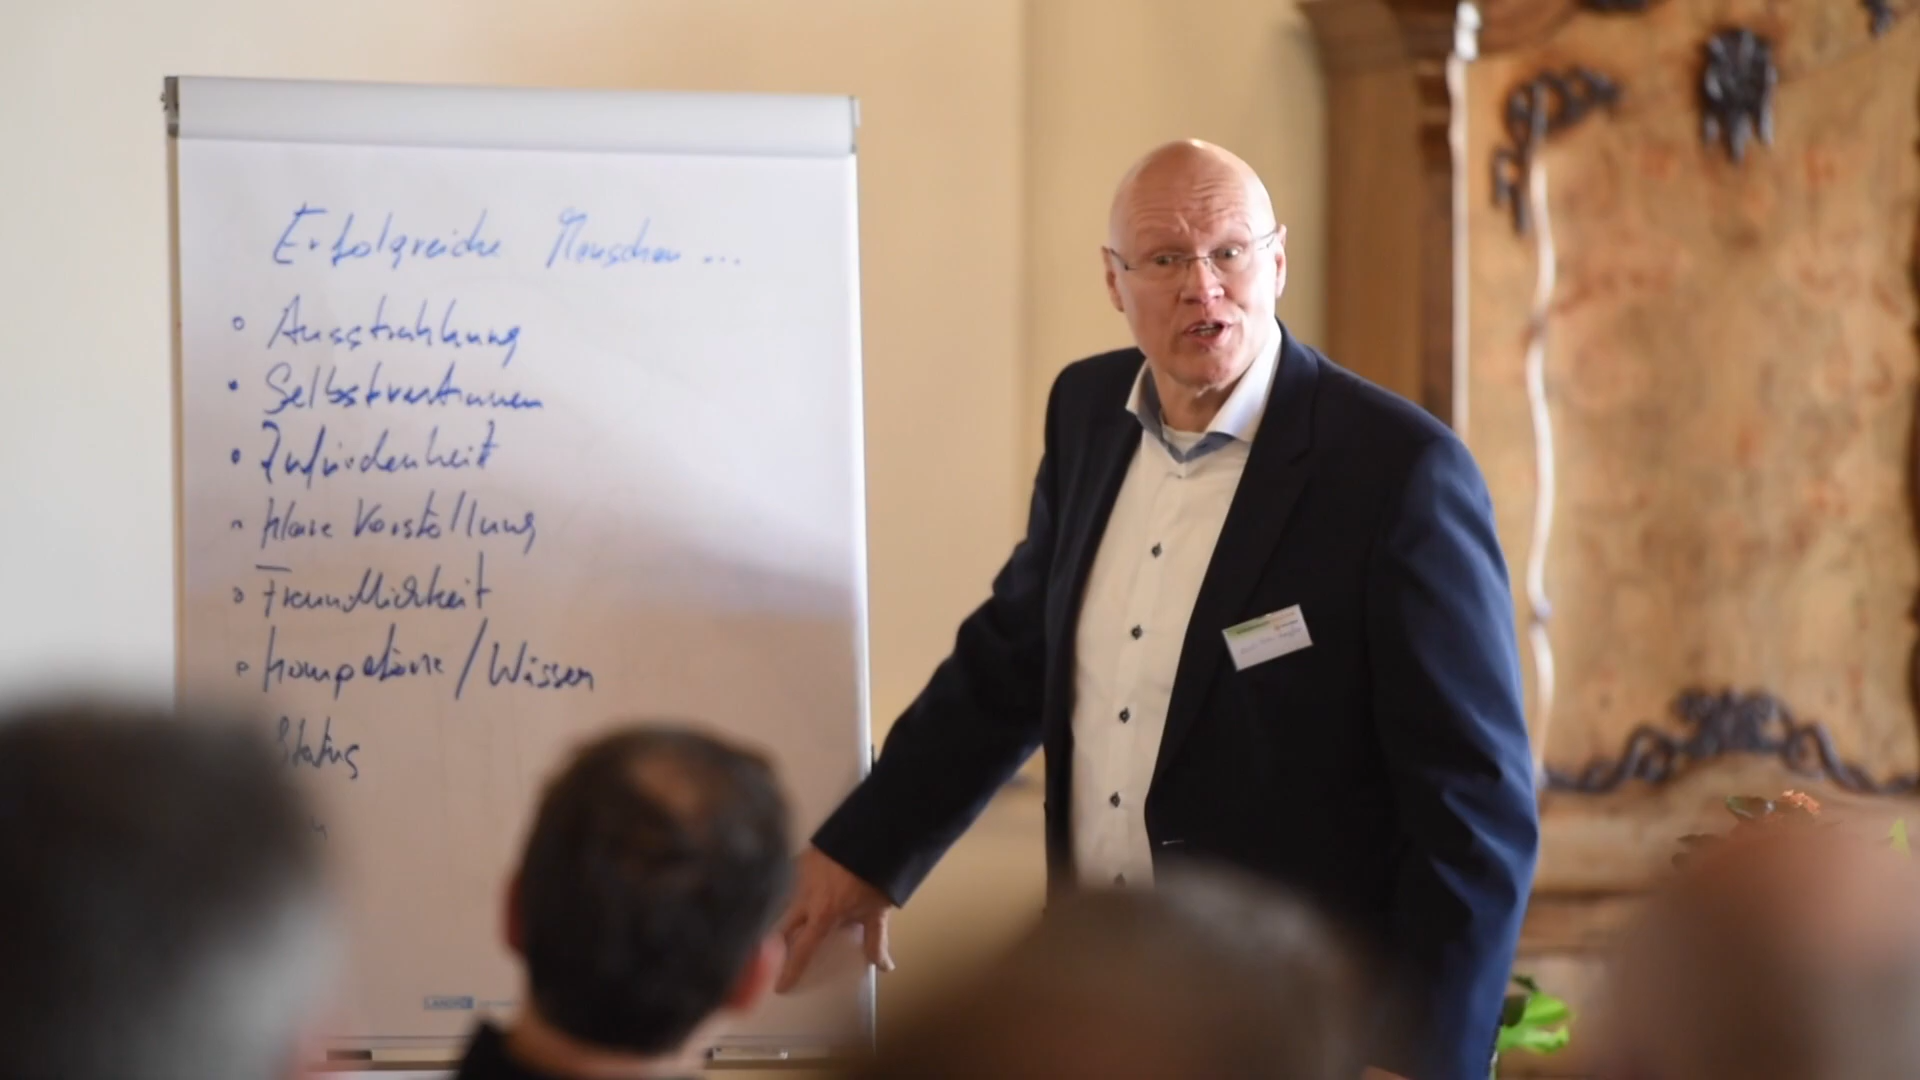 Erfolgreiche Menschen ...
• Ausstrahlung
• Selbstvertrauen
• Zufriedenheit
• klare Vorstellung
• Freundlichkeit
• Kompetenz / Wissen
Status